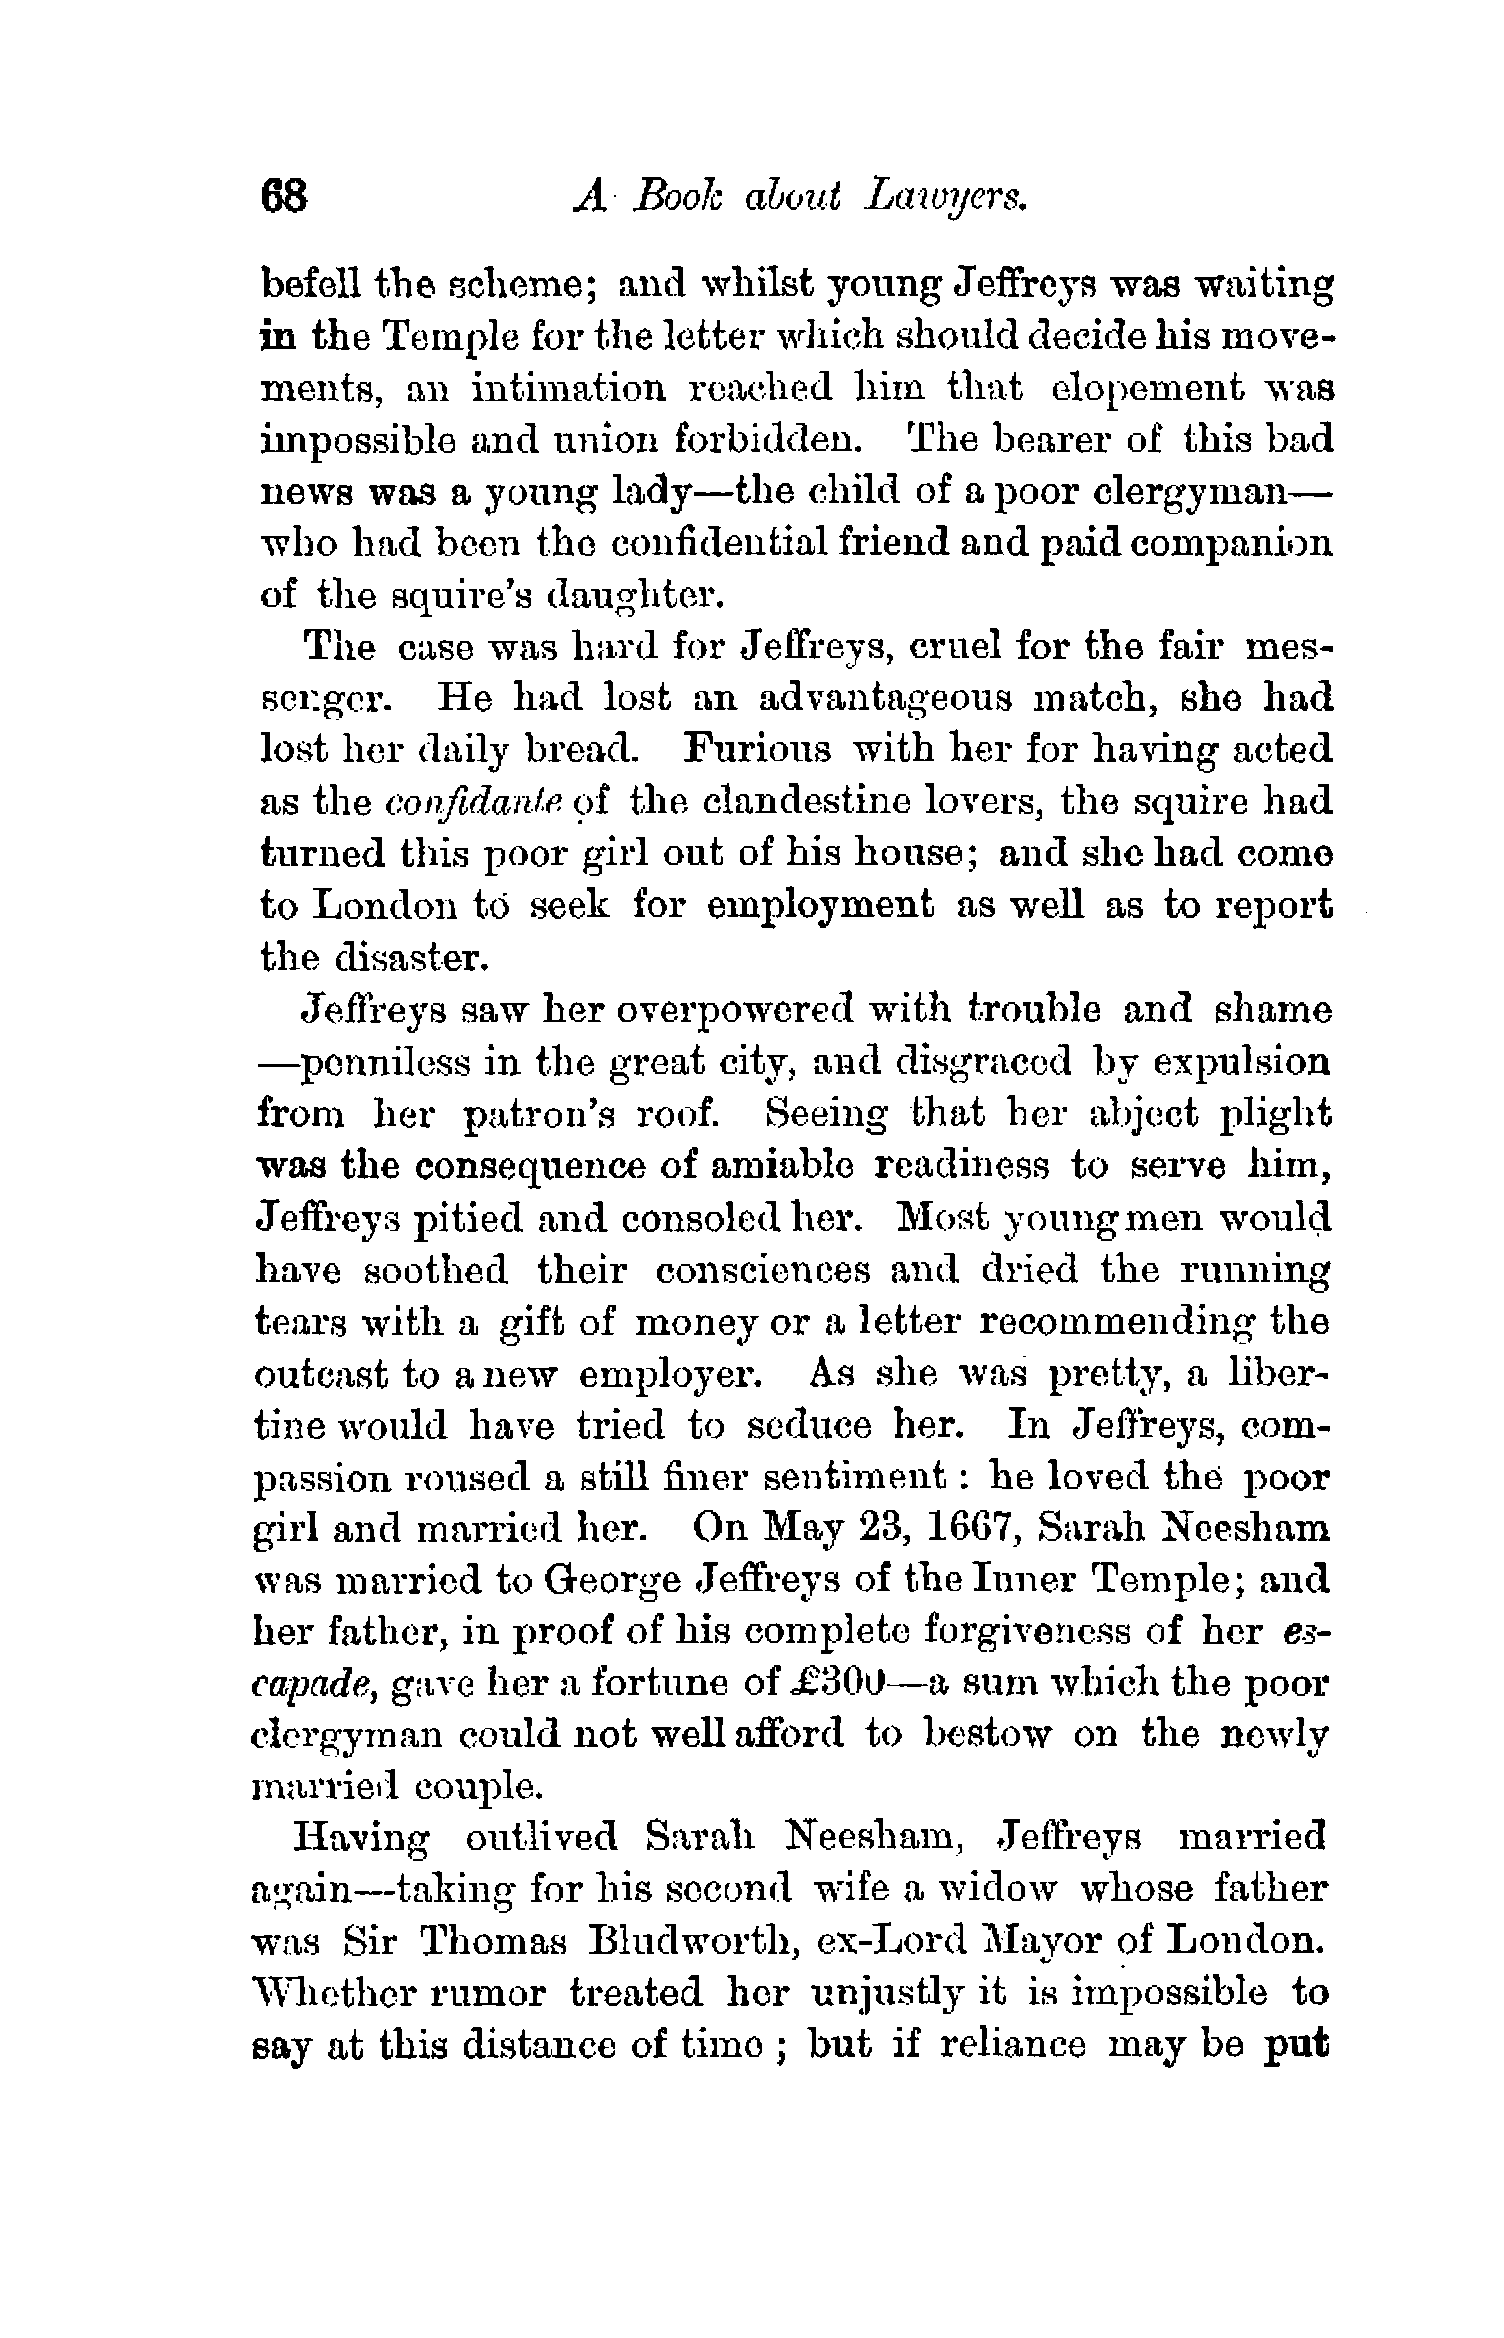 68 A Book about Lawyers.
befell the scheme; and whilst young Jeffreys was waiting
in the Temple for the letter which should decide his move-
ments, an intimation reached him that elopement was
impossible and union forbidden. The bearer of this bad
news was a young lady—the child of a poor clergyman—
who had been the confidential friend and paid companion
of the squire's daughter.
The case was hard for Jeffreys, cruel for the fair mes-
senger. He had lost an advantageous match, she had
lost her daily bread. Furious with her for having acted
as the confidante of the clandestine lovers, the squire had
turned this poor girl out of his house; and she had come
to London to seek for employment as well as to report
the disaster.
Jeffreys saw her overpowered with trouble and shame
—penniless in the great city, and disgraced by expulsion
from her patron's roof. Seeing that her abject plight
was the consequence of amiable readiness to serve him,
Jeffreys pitied and consoled her. Most young men would
have soothed their consciences and dried the running
tears with a gift of money or a letter recommending the
outcast to a new employer. As she was pretty, a liber-
tine would have tried to seduce her. In Jeffreys, com-
passion roused a still finer sentiment : he loved the poor
girl and married her. On May 23, 1667, Sarah Neesham
was married to George Jeffreys of the Inner Temple; and
her father, in proof of his complete forgiveness of her es-
capade, gave her a fortune of £300—a sum which the poor
clergyman could not well afford to bestow on the newly
married couple.
Having outlived Sarah Neesham, Jeffreys married
again—taking for his second wife a widow whose father
was Sir Thomas Bludworth, ex-Lord Mayor of London.
Whether rumor treated her unjustly it is impossible to
say at this distance of time ; but if reliance may be put